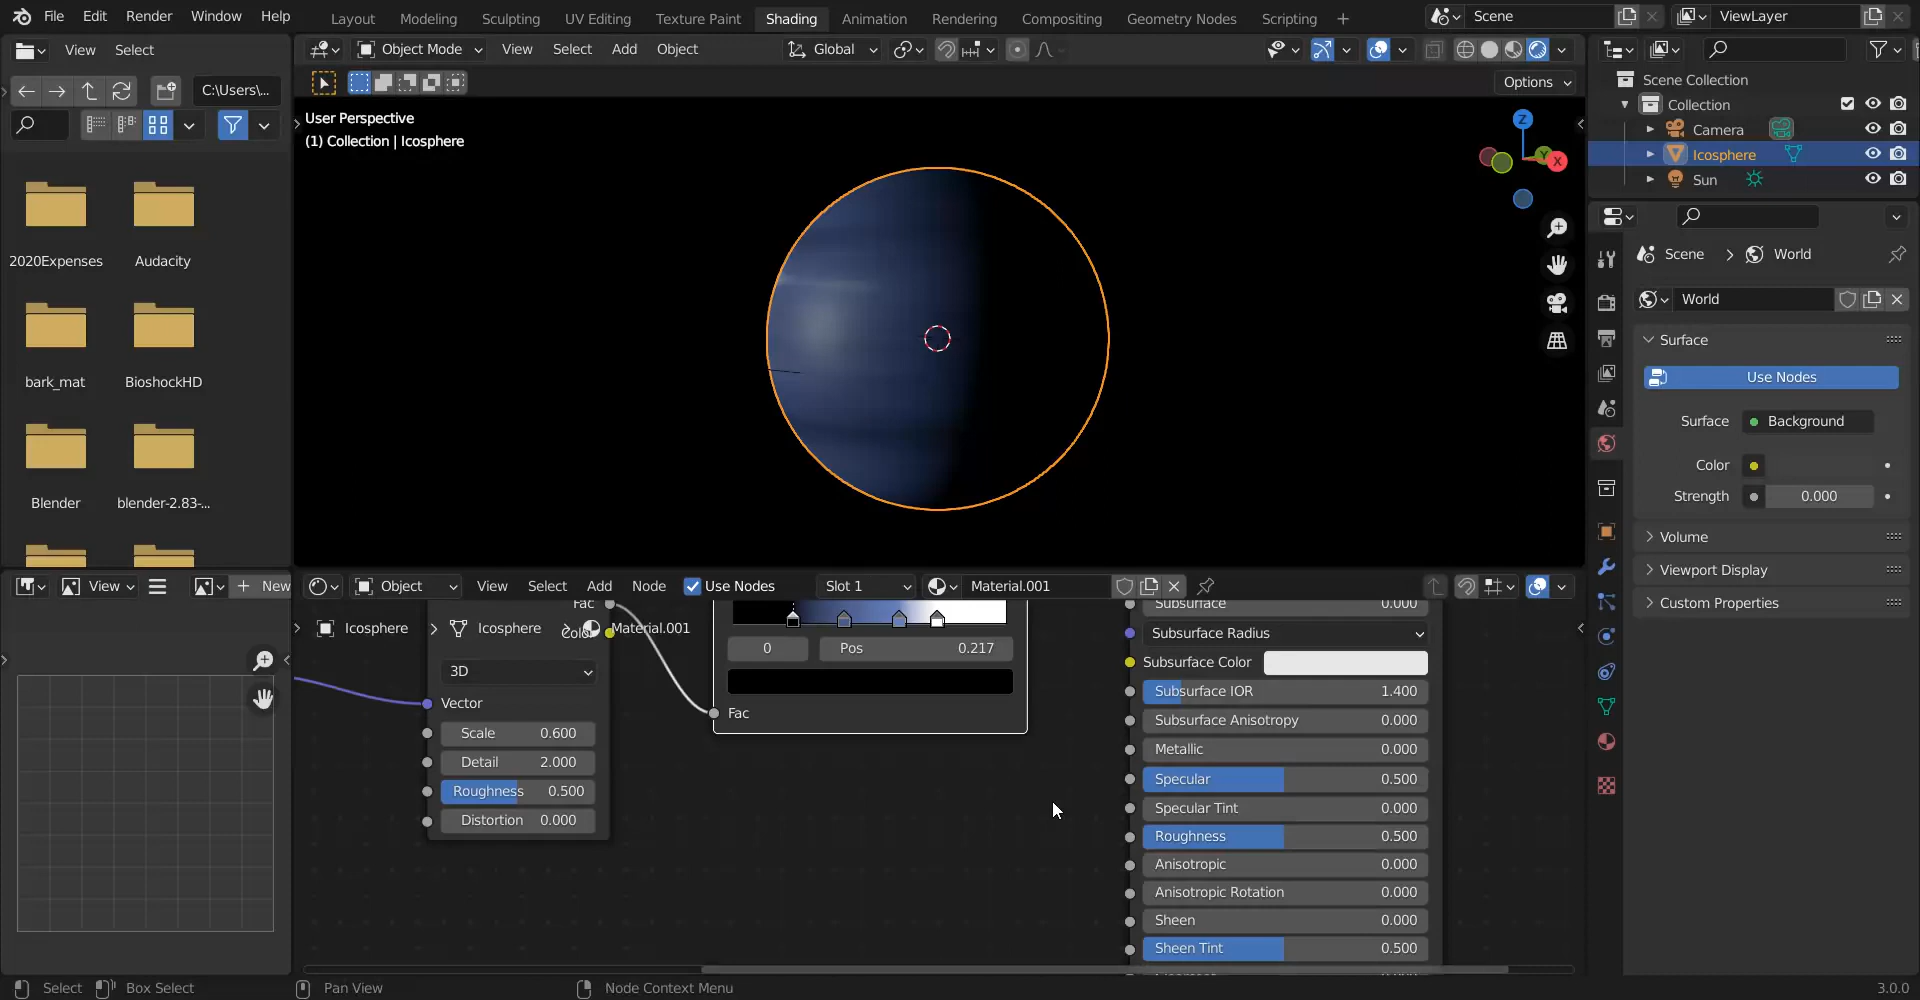 File Edit Render Window Help
Layout Modeling Sculpting UV Editing Texture Paint Shading Animation Rendering Compositing Geometry Nodes Scripting
Scene
ViewLayer
View Select
Object Mode View Select Add Object
Global
C:\Users\...
Options
User Perspective
(1) Collection | Icosphere
Z
Y
X
2020Expenses
Audacity
bark_mat
BioshockHD
Blender
blender-2.83-...
Scene Collection
Collection
Camera
Icosphere
Sun
Scene
World
World
Surface
Use Nodes
Surface
Background
Color
Strength
0.000
Volume
Viewport Display
Custom Properties
View
New
Object
View Select Add Node
Use Nodes
Slot 1
Material.001
Icosphere
Icosphere
Material.001
Fac
Color
3D
Vector
Scale 0.600
Detail 2.000
Roughness 0.500
Distortion 0.000
0
Pos 0.217
Fac
Subsurface 0.000
Subsurface Radius
Subsurface Color
Subsurface IOR 1.400
Subsurface Anisotropy 0.000
Metallic 0.000
Specular 0.500
Specular Tint 0.000
Roughness 0.500
Anisotropic 0.000
Anisotropic Rotation 0.000
Sheen 0.000
Sheen Tint 0.500
Select
Box Select
Pan View
Node Context Menu
3.0.0